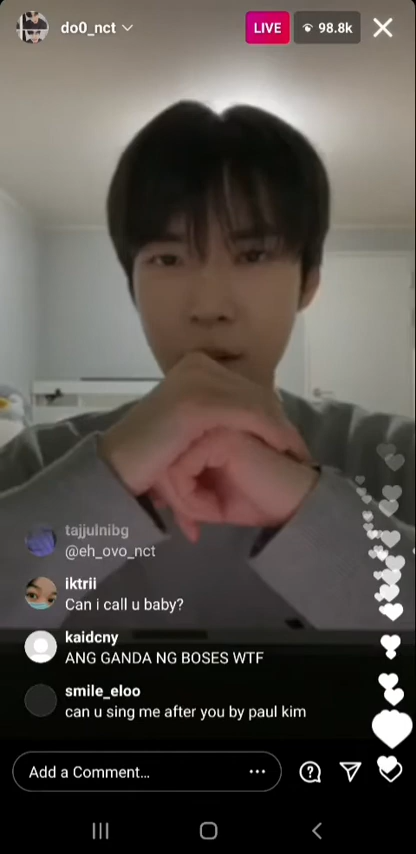 do0_nct
LIVE
98.8k
tajjulnibg
@eh_ovo_nct
iktrii
Can i call u baby?
kaidcny
ANG GANDA NG BOSES WTF
smile_eloo
can u sing me after you by paul kim
Add a Comment...